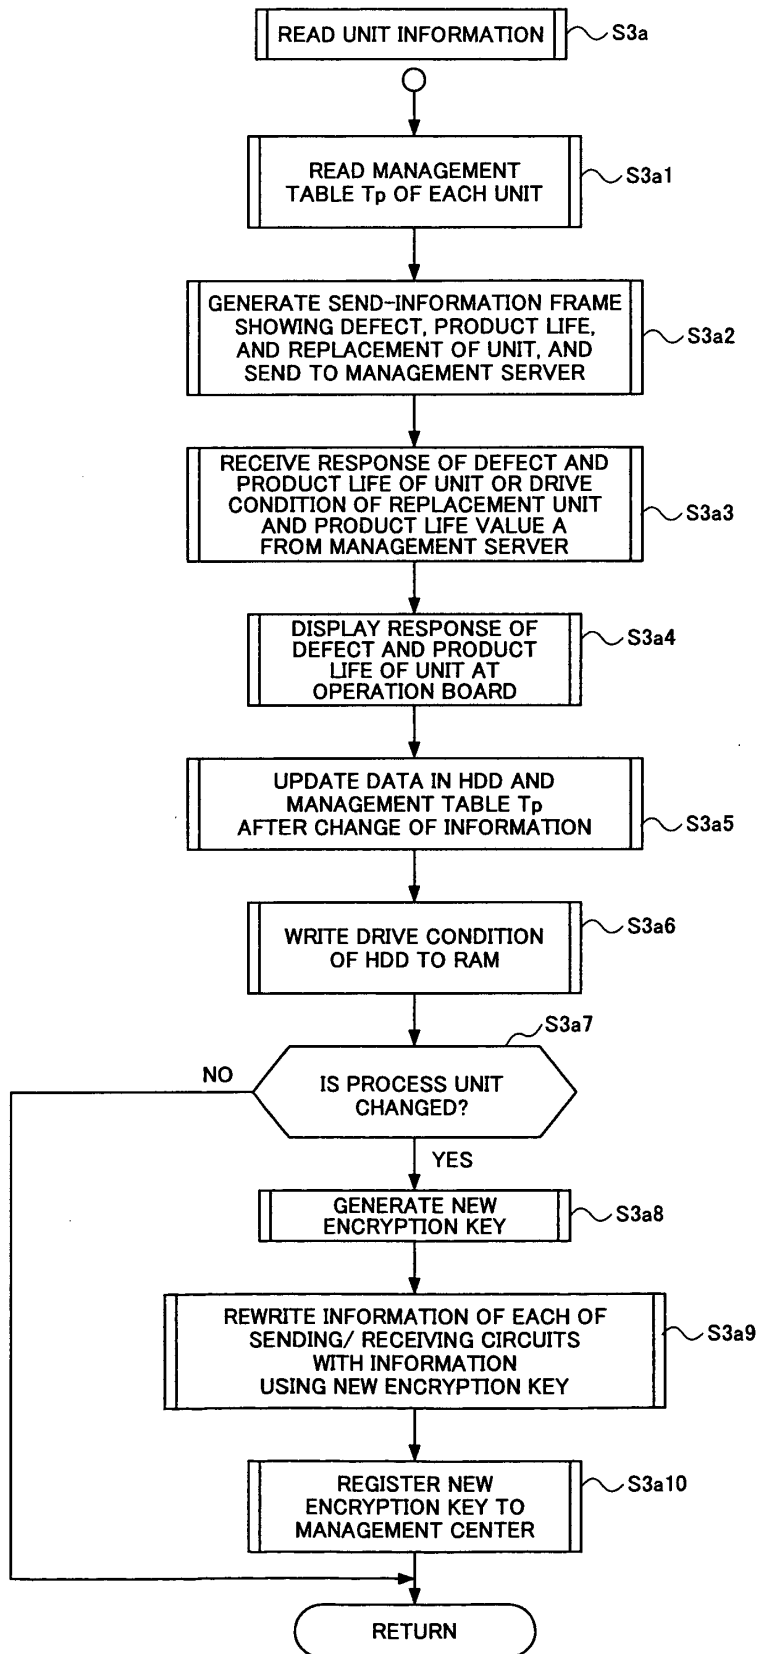 READ UNIT INFORMATION
S3a
READ MANAGEMENT
TABLE Tp OF EACH UNIT
S3a1
GENERATE SEND-INFORMATION FRAME
SHOWING DEFECT, PRODUCT LIFE,
AND REPLACEMENT OF UNIT, AND
SEND TO MANAGEMENT SERVER
S3a2
RECEIVE RESPONSE OF DEFECT AND
PRODUCT LIFE OF UNIT OR DRIVE
CONDITION OF REPLACEMENT UNIT
AND PRODUCT LIFE VALUE A
FROM MANAGEMENT SERVER
S3a3
DISPLAY RESPONSE OF
DEFECT AND PRODUCT
LIFE OF UNIT AT
OPERATION BOARD
S3a4
UPDATE DATA IN HDD AND
MANAGEMENT TABLE Tp
AFTER CHANGE OF INFORMATION
S3a5
WRITE DRIVE CONDITION
OF HDD TO RAM
S3a6
S3a7
NO
IS PROCESS UNIT
CHANGED?
YES
GENERATE NEW
ENCRYPTION KEY
S3a8
REWRITE INFORMATION OF EACH OF
SENDING/ RECEIVING CIRCUITS
WITH INFORMATION
USING NEW ENCRYPTION KEY
S3a9
REGISTER NEW
ENCRYPTION KEY TO
MANAGEMENT CENTER
S3a10
RETURN